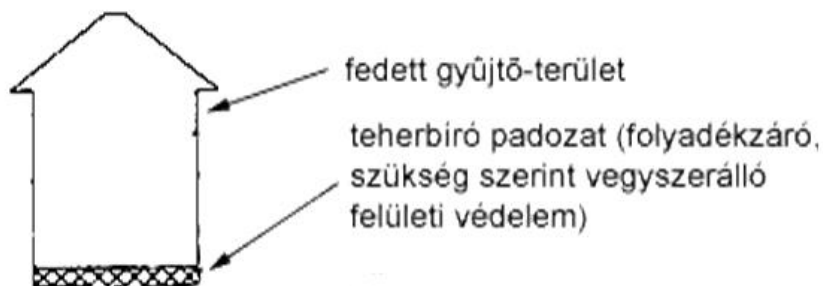 fedett gyûjtõ-terület
teherbíró padozat (folyadékzáró,
szükség szerint vegyszerálló
felületi védelem)